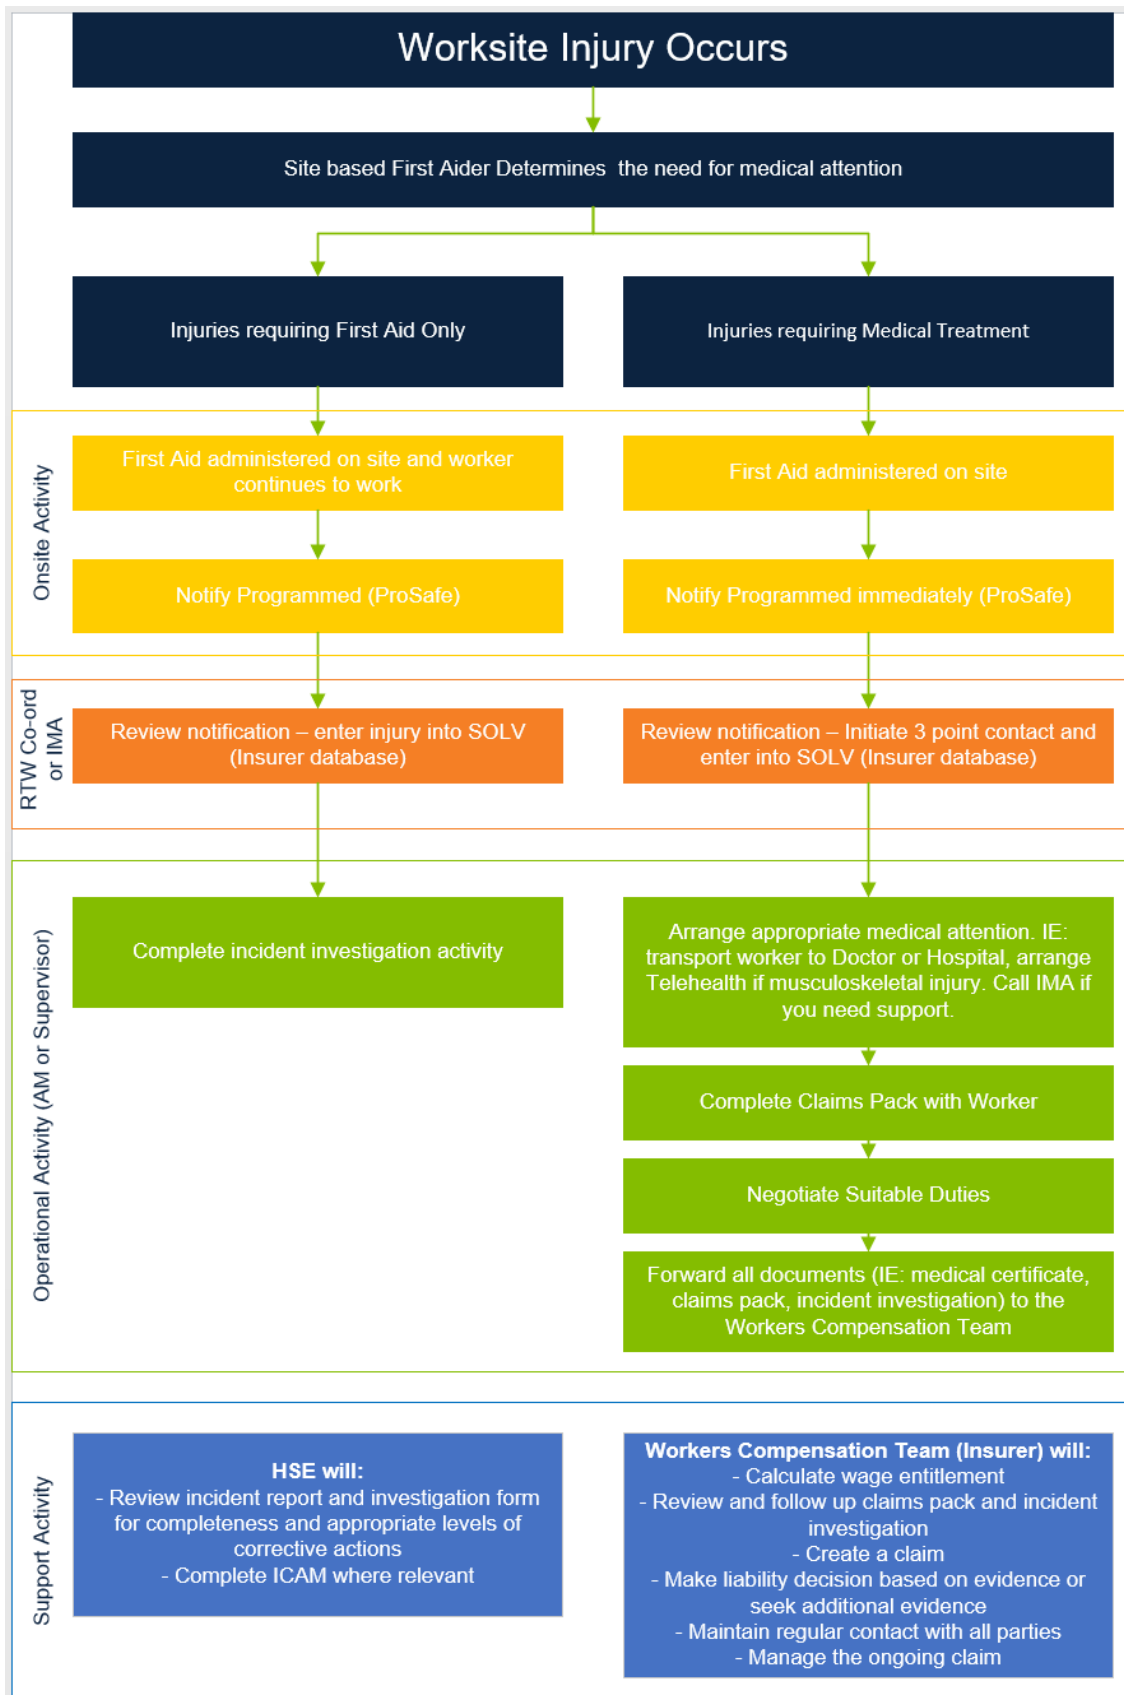 Worksite Injury Occurs
Site based First Aider Determines  the need for medical attention
Injuries requiring First Aid Only
Injuries requiring Medical Treatment
Onsite Activity
First Aid administered on site and worker
continues to work
First Aid administered on site
Notify Programmed (ProSafe)
Notify Programmed immediately (ProSafe)
RTW Co-ord
or IMA
Review notification – enter injury into SOLV
(Insurer database)
Review notification – Initiate 3 point contact and
enter into SOLV (Insurer database)
Operational Activity (AM or Supervisor)
Complete incident investigation activity
Arrange appropriate medical attention. IE:
transport worker to Doctor or Hospital, arrange
Telehealth if musculoskeletal injury. Call IMA if
you need support.
Complete Claims Pack with Worker
Negotiate Suitable Duties
Forward all documents (IE: medical certificate,
claims pack, incident investigation) to the
Workers Compensation Team
Support Activity
HSE will:
- Review incident report and investigation form
for completeness and appropriate levels of
corrective actions
- Complete ICAM where relevant
Workers Compensation Team (Insurer) will:
- Calculate wage entitlement
- Review and follow up claims pack and incident
investigation
- Create a claim
- Make liability decision based on evidence or
seek additional evidence
- Maintain regular contact with all parties
- Manage the ongoing claim